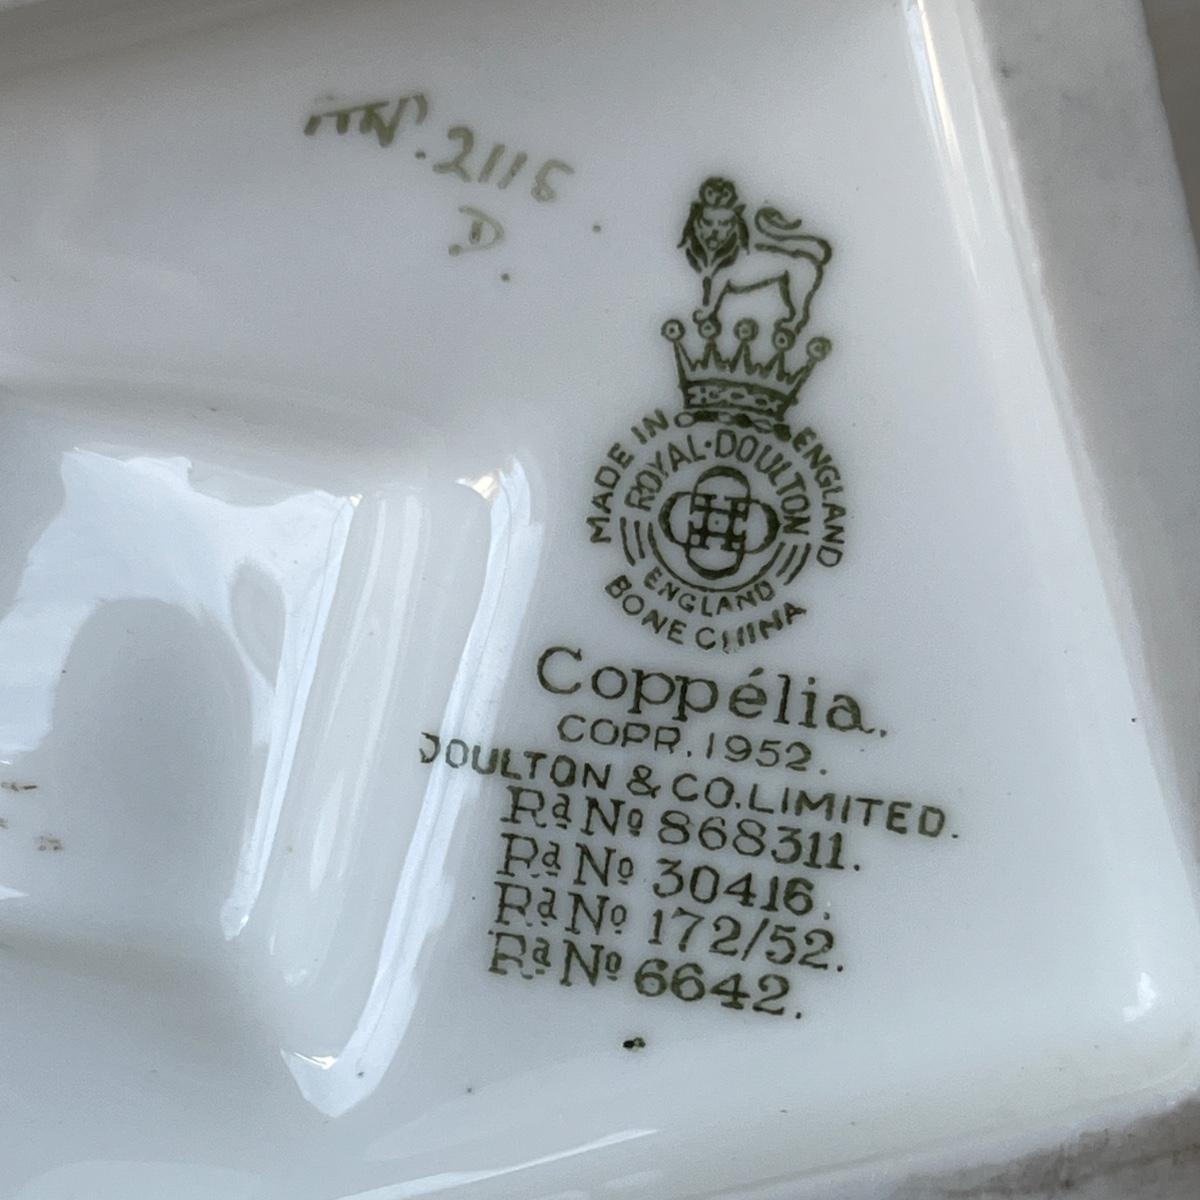 HN. 2115
D.
MADE IN ENGLAND
ROYAL·DOULTON
ENGLAND
BONE CHINA
Coppélia.
COPR. 1952.
DOULTON & CO. LIMITED.
Rd No 868311.
Rd No 30416.
Rd No 172/52.
Rd No 6642.